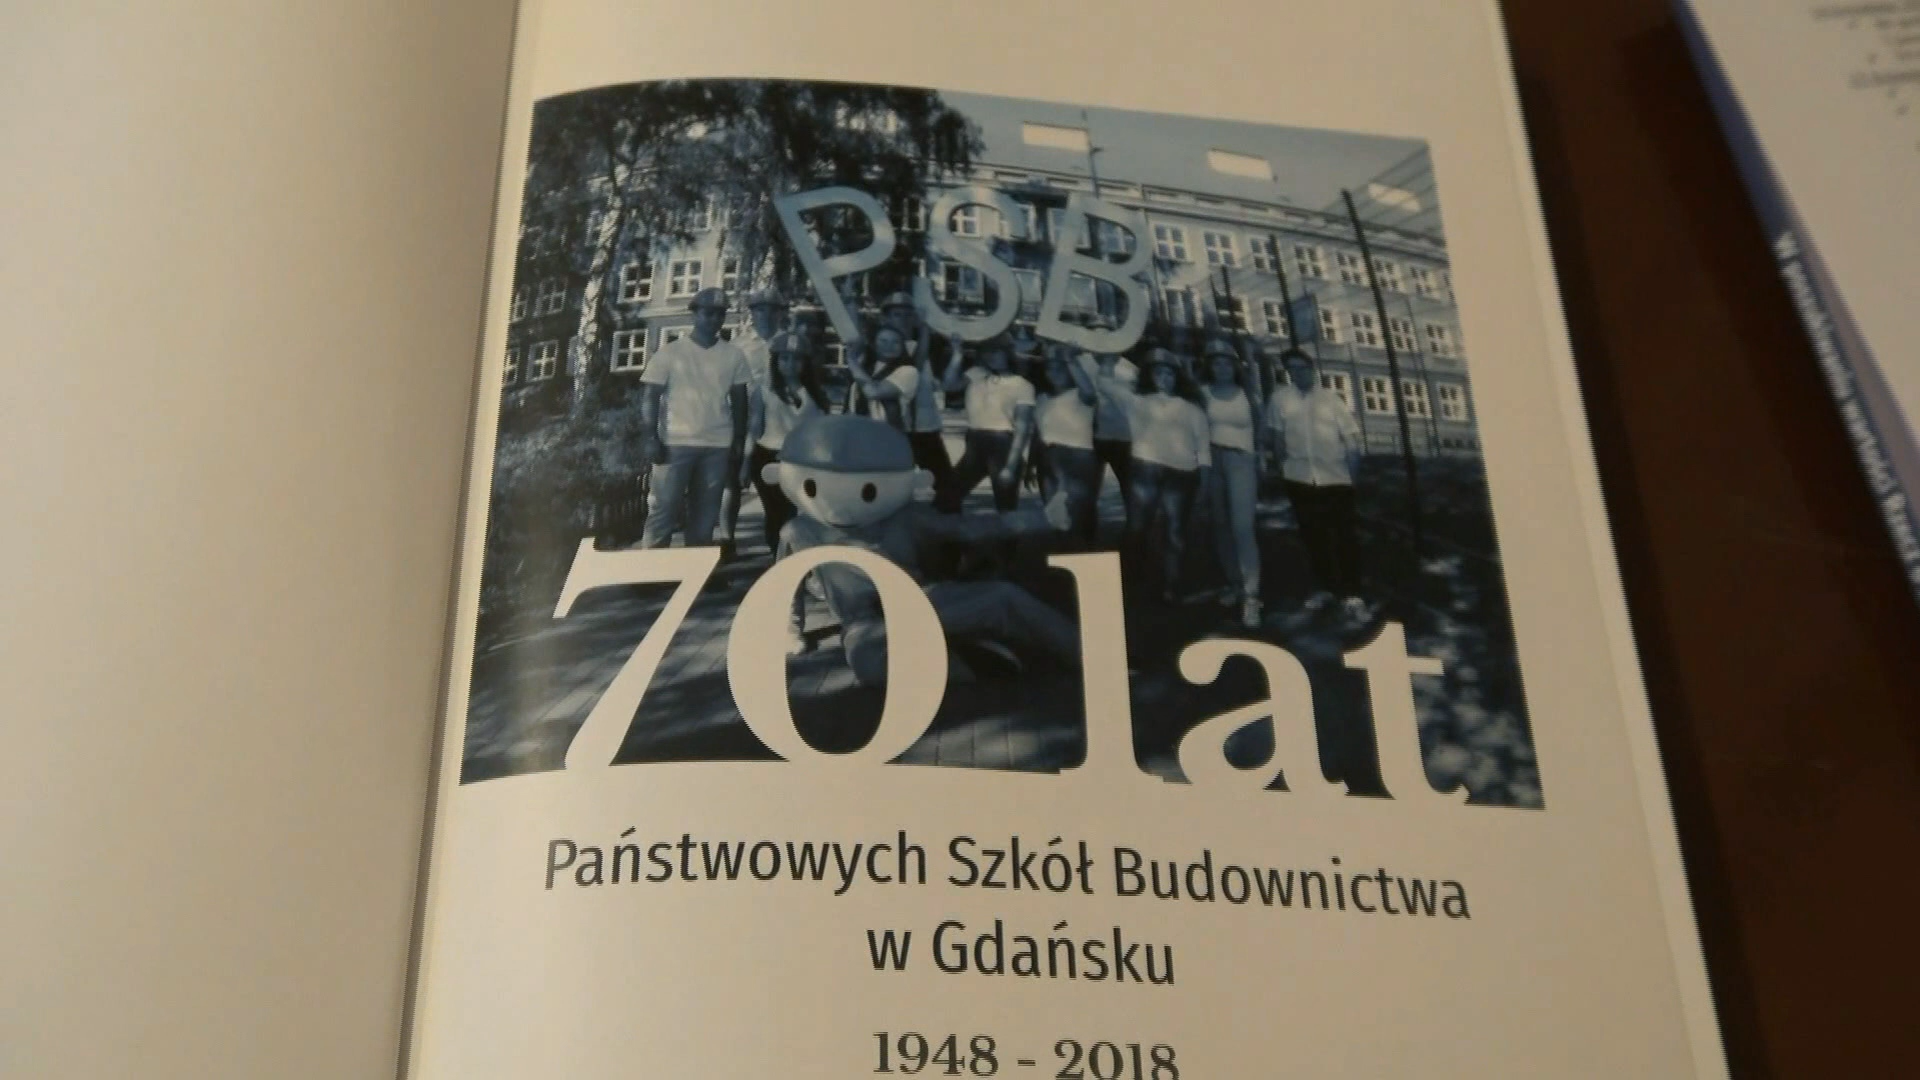 PSB
70 lat
Państwowych Szkół Budownictwa
w Gdańsku
1948 - 2018